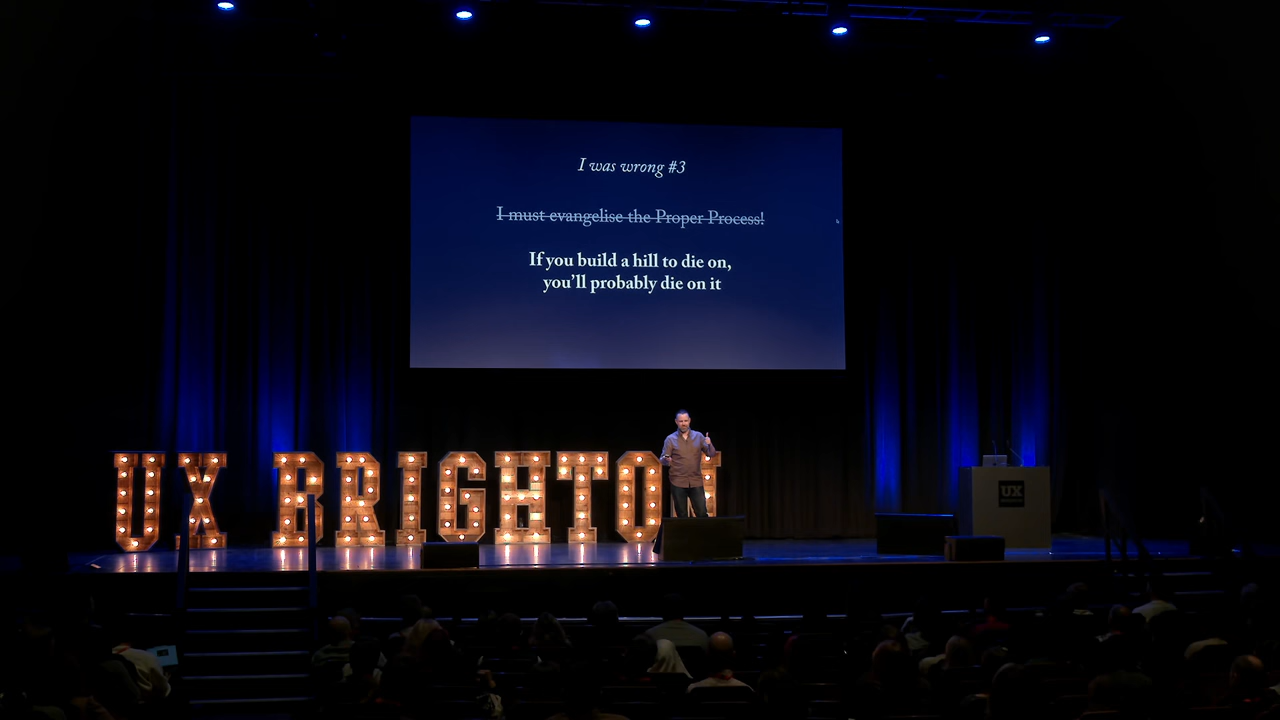 I was wrong #3
I must evangelise the Proper Process!
If you build a hill to die on,
you'll probably die on it
UX BRIGHTON
UX